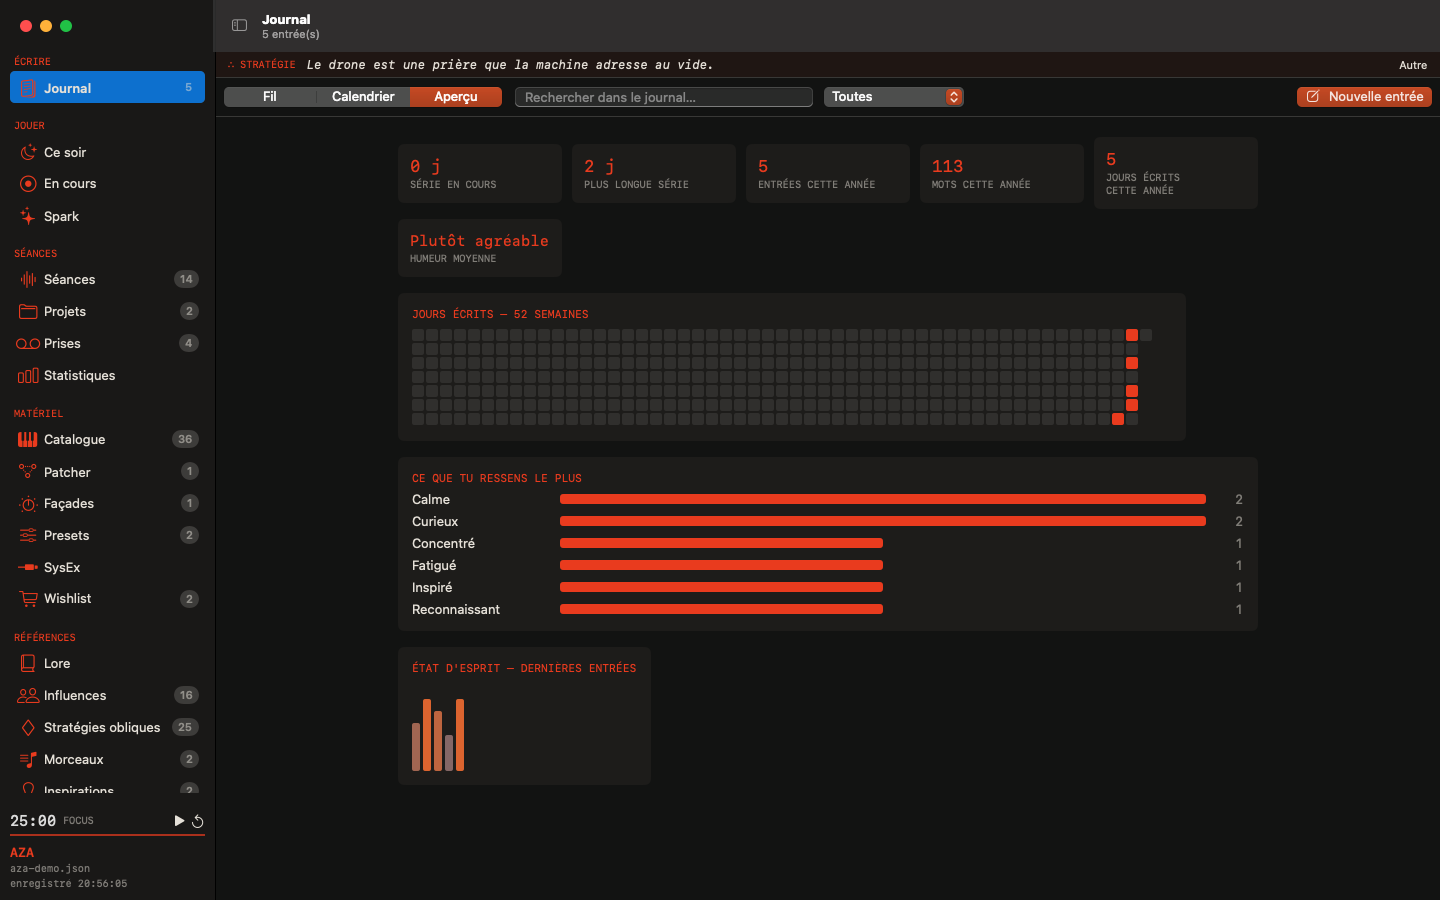 Journal
5 entrée(s)
ÉCRIRE
Journal 5
JOUER
Ce soir
En cours
Spark
SÉANCES
Séances 14
Projets 2
Prises 4
Statistiques
MATÉRIEL
Catalogue 36
Patcher 1
Façades 1
Presets 2
SysEx
Wishlist 2
RÉFÉRENCES
Lore
Influences 16
Stratégies obliques 25
Morceaux 2
Inspirations 2
25:00 FOCUS
AZA
aza-demo.json
enregistré 20:56:05
∴ STRATÉGIE Le drone est une prière que la machine adresse au vide. Autre
Fil Calendrier Aperçu Rechercher dans le journal... Toutes Nouvelle entrée
0 j
SÉRIE EN COURS
2 j
PLUS LONGUE SÉRIE
5
ENTRÉES CETTE ANNÉE
113
MOTS CETTE ANNÉE
5
JOURS ÉCRITS
CETTE ANNÉE
Plutôt agréable
HUMEUR MOYENNE
JOURS ÉCRITS — 52 SEMAINES
CE QUE TU RESSENS LE PLUS
Calme 2
Curieux 2
Concentré 1
Fatigué 1
Inspiré 1
Reconnaissant 1
ÉTAT D'ESPRIT — DERNIÈRES ENTRÉES